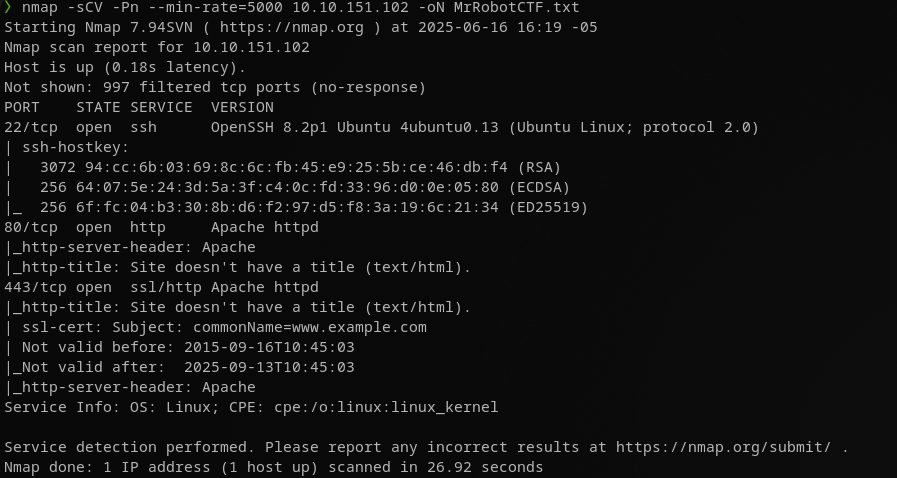 ❯ nmap -sCV -Pn --min-rate=5000 10.10.151.102 -oN MrRobotCTF.txt
Starting Nmap 7.94SVN ( https://nmap.org ) at 2025-06-16 16:19 -05
Nmap scan report for 10.10.151.102
Host is up (0.18s latency).
Not shown: 997 filtered tcp ports (no-response)
PORT    STATE SERVICE  VERSION
22/tcp  open  ssh      OpenSSH 8.2p1 Ubuntu 4ubuntu0.13 (Ubuntu Linux; protocol 2.0)
| ssh-hostkey:
|   3072 94:cc:6b:03:69:8c:6c:fb:45:e9:25:5b:ce:46:db:f4 (RSA)
|   256 64:07:5e:24:3d:5a:3f:c4:0c:fd:33:96:d0:0e:05:80 (ECDSA)
|_  256 6f:fc:04:b3:30:8b:d6:f2:97:d5:f8:3a:19:6c:21:34 (ED25519)
80/tcp  open  http     Apache httpd
|_http-server-header: Apache
|_http-title: Site doesn't have a title (text/html).
443/tcp open  ssl/http Apache httpd
|_http-title: Site doesn't have a title (text/html).
| ssl-cert: Subject: commonName=www.example.com
| Not valid before: 2015-09-16T10:45:03
|_Not valid after:  2025-09-13T10:45:03
|_http-server-header: Apache
Service Info: OS: Linux; CPE: cpe:/o:linux:linux_kernel

Service detection performed. Please report any incorrect results at https://nmap.org/submit/ .
Nmap done: 1 IP address (1 host up) scanned in 26.92 seconds